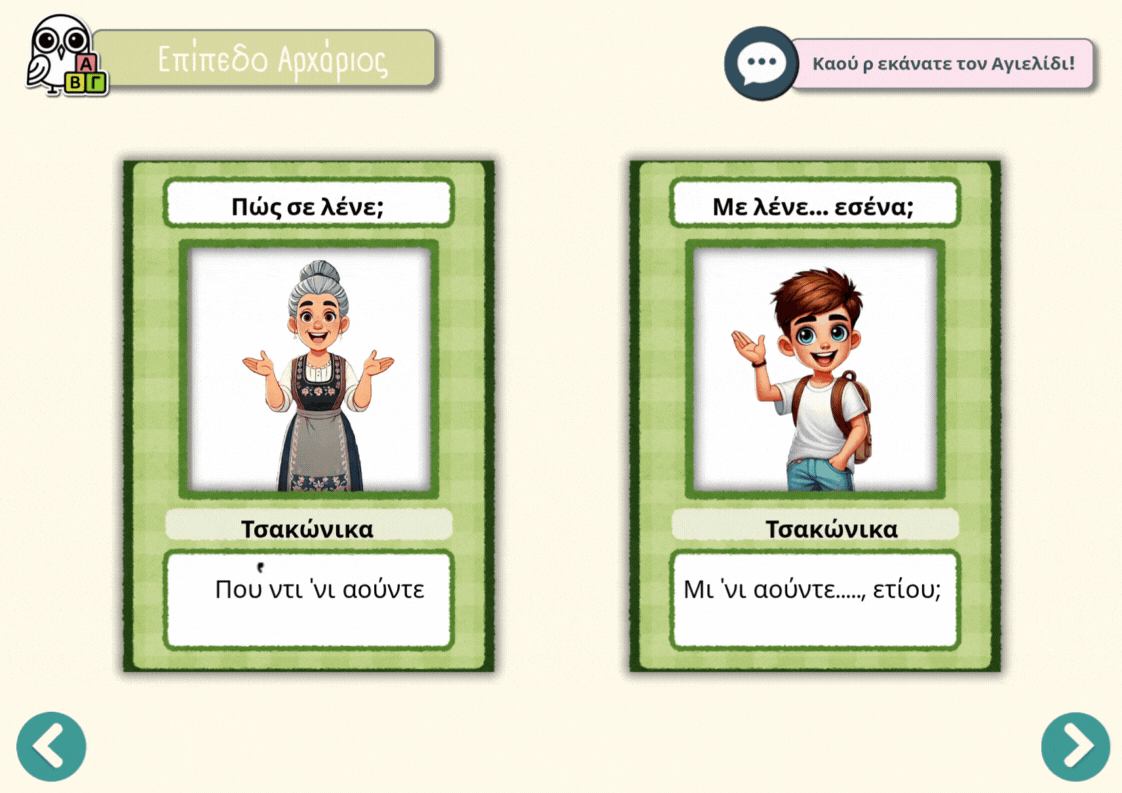 Επίπεδο Αρχάριος
Α
Β Γ
Καού ρ εκάνατε τον Αγιελίδι!
Πώς σε λένε;
Τσακώνικα
Πού ντι 'νι αούντε
Με λένε... εσένα;
Τσακώνικα
Μι 'νι αούντε....., ετίου;